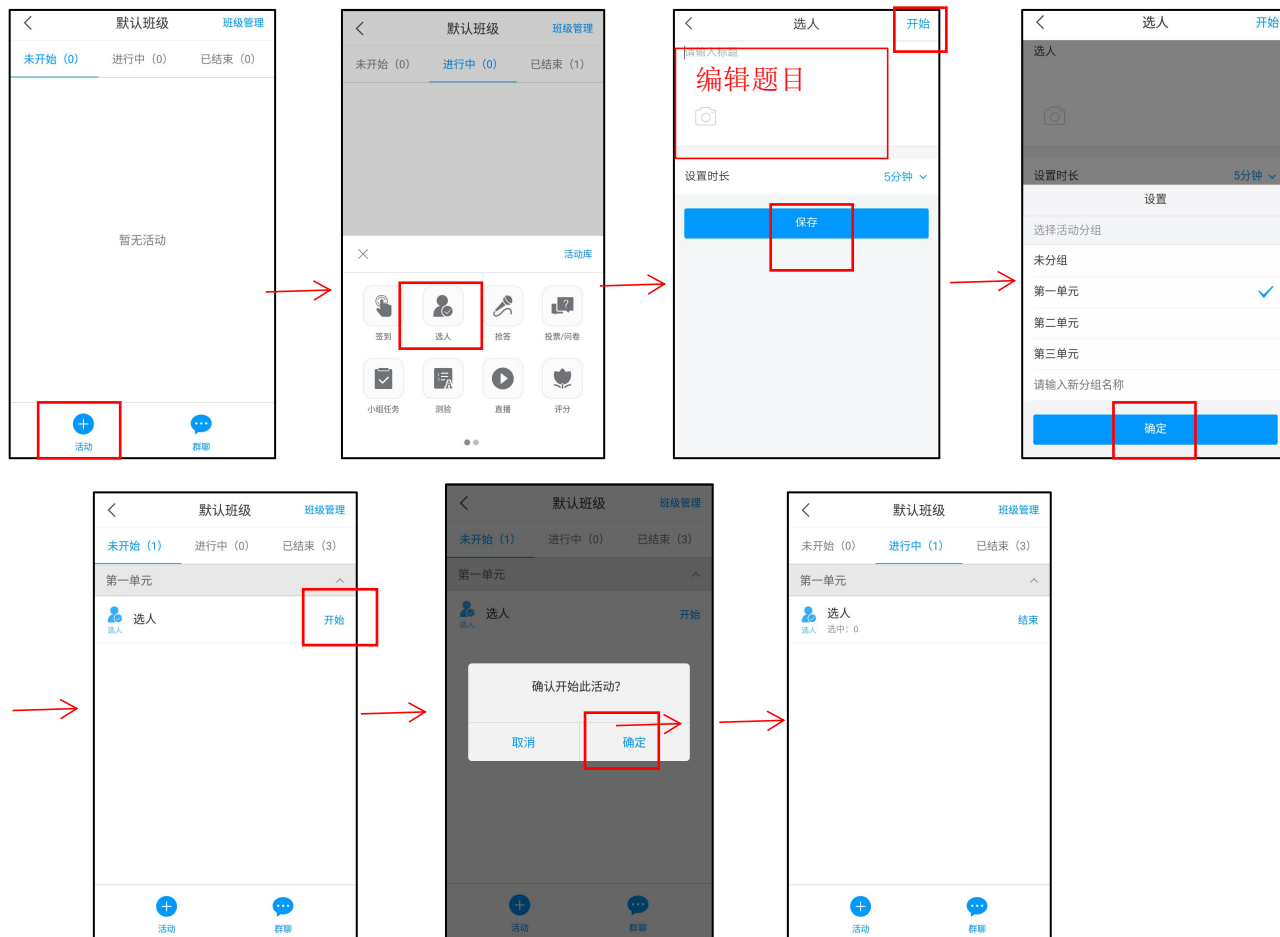 默认班级 班级管理
未开始（0） 进行中（0） 已结束（0）
暂无活动
活动 群聊
默认班级 班级管理
未开始（0） 进行中（0） 已结束（1）
活动库
签到 选人 抢答 投票/问卷
小组任务 测验 直播 评分
选人 开始
请输入标题
编辑题目
设置时长 5分钟
保存
选人 开始
选人
设置时长 5分钟
设置
选择活动分组
未分组
第一单元
第二单元
第三单元
请输入新分组名称
确定
默认班级 班级管理
未开始（1） 进行中（0） 已结束（3）
第一单元
选人 开始
选人
活动 群聊
默认班级 班级管理
未开始（1） 进行中（0） 已结束（3）
第一单元
选人 开始
选人
确认开始此活动?
取消 确定
活动 群聊
默认班级 班级管理
未开始（0） 进行中（1） 已结束（3）
第一单元
选人 结束
选人 选中：0
活动 群聊